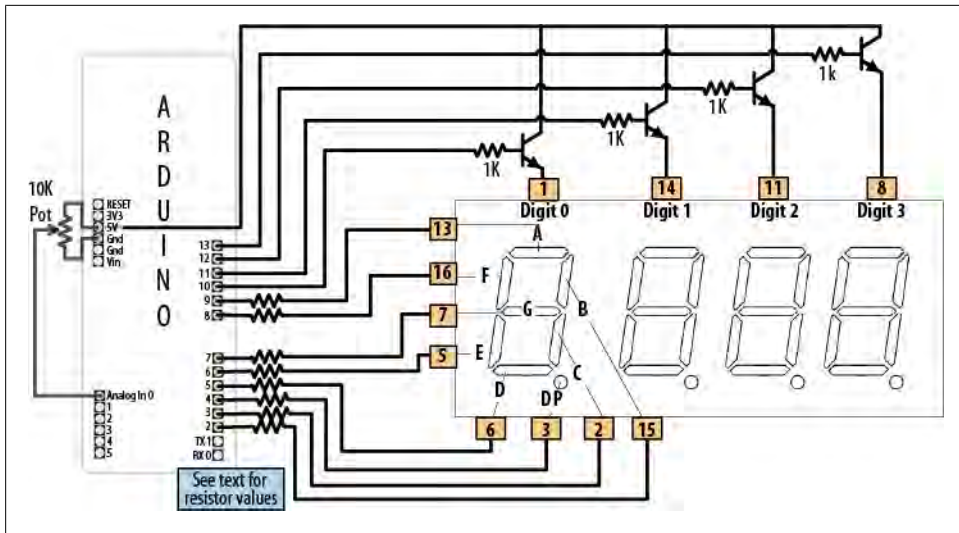 ARDUINO
10K
Pot
RESET
3V3
5V
Gnd
Gnd
Vin
13
12
11
10
9
8
7
6
5
4
3
2
TX 1
RX 0
Analog In 0
1
2
3
4
5
See text for
resistor values
1K
1K
1K
1k
1
14
11
8
Digit 0
Digit 1
Digit 2
Digit 3
13
16
7
5
A
F
G
B
E
D
DP
C
6
3
2
15